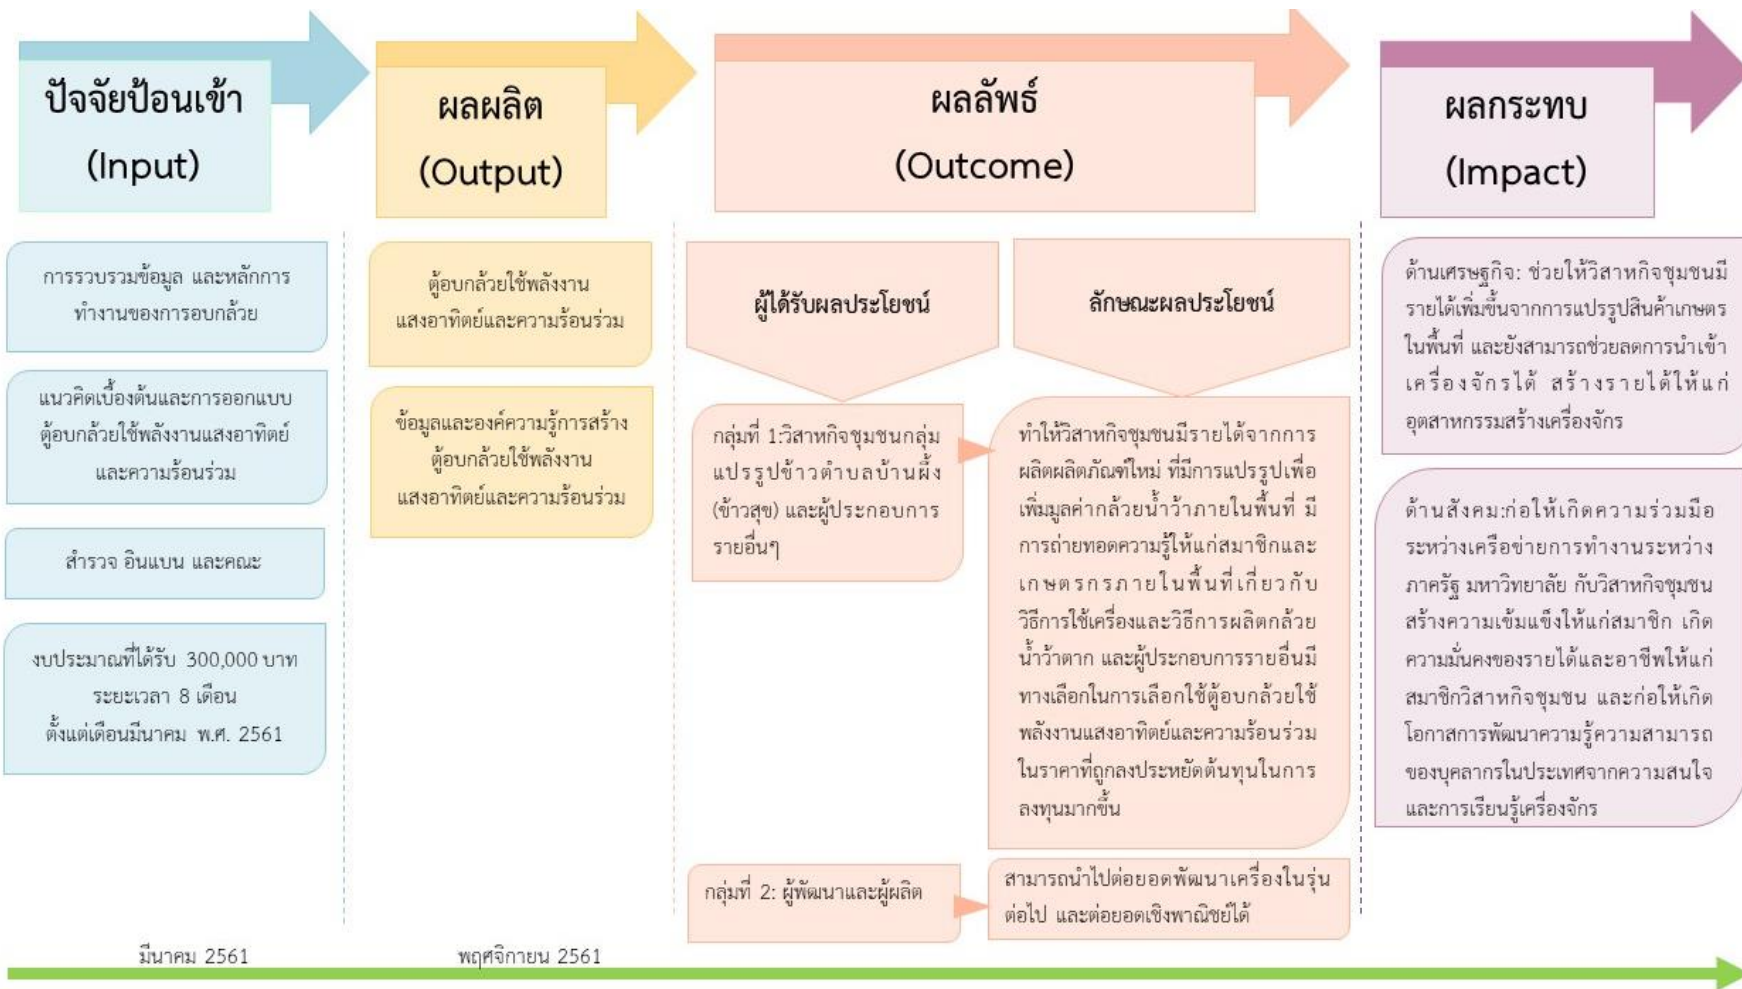 ปัจจัยป้อนเข้า
(Input)
ผลผลิต
(Output)
ผลลัพธ์
(Outcome)
ผลกระทบ
(Impact)
การรวบรวมข้อมูล และหลักการ
ทำงานของการอบกล้วย
แนวคิดเบื้องต้นและการออกแบบ
ตู้อบกล้วยใช้พลังงานแสงอาทิตย์
และความร้อนร่วม
สำรวจ อินแบน และคณะ
งบประมาณที่ได้รับ 300,000 บาท
ระยะเวลา 8 เดือน
ตั้งแต่เดือนมีนาคม พ.ศ. 2561
ตู้อบกล้วยใช้พลังงาน
แสงอาทิตย์และความร้อนร่วม
ข้อมูลและองค์ความรู้การสร้าง
ตู้อบกล้วยใช้พลังงาน
แสงอาทิตย์และความร้อนร่วม
ผู้ได้รับผลประโยชน์
ลักษณะผลประโยชน์
กลุ่มที่ 1:วิสาหกิจชุมชนกลุ่ม
แปรรูปข้าวตำบลบ้านผึ้ง
(ข้าวสุข) และผู้ประกอบการ
รายอื่นๆ
ทำให้วิสาหกิจชุมชนมีรายได้จากการ
ผลิตผลิตภัณฑ์ใหม่ ที่มีการแปรรูปเพื่อ
เพิ่มมูลค่ากล้วยน้ำว้าภายในพื้นที่ มี
การถ่ายทอดความรู้ให้แก่สมาชิกและ
เกษตรกรภายในพื้นที่เกี่ยวกับ
วิธีการใช้เครื่องและวิธีการผลิตกล้วย
น้ำว้าตาก และผู้ประกอบการรายอื่นมี
ทางเลือกในการเลือกใช้ตู้อบกล้วยใช้
พลังงานแสงอาทิตย์และความร้อนร่วม
ในราคาที่ถูกลงประหยัดต้นทุนในการ
ลงทุนมากขึ้น
กลุ่มที่ 2: ผู้พัฒนาและผู้ผลิต
สามารถนำไปต่อยอดพัฒนาเครื่องในรุ่น
ต่อไป และต่อยอดเชิงพาณิชย์ได้
ด้านเศรษฐกิจ: ช่วยให้วิสาหกิจชุมชนมี
รายได้เพิ่มขึ้นจากการแปรรูปสินค้าเกษตร
ในพื้นที่ และยังสามารถช่วยลดการนำเข้า
เครื่องจักรได้ สร้างรายได้ให้แก่
อุตสาหกรรมสร้างเครื่องจักร
ด้านสังคม:ก่อให้เกิดความร่วมมือ
ระหว่างเครือข่ายการทำงานระหว่าง
ภาครัฐ มหาวิทยาลัย กับวิสาหกิจชุมชน
สร้างความเข้มแข็งให้แก่สมาชิก เกิด
ความมั่นคงของรายได้และอาชีพให้แก่
สมาชิกวิสาหกิจชุมชน และก่อให้เกิด
โอกาสการพัฒนาความรู้ความสามารถ
ของบุคลากรในประเทศจากความสนใจ
และการเรียนรู้เครื่องจักร
มีนาคม 2561
พฤศจิกายน 2561